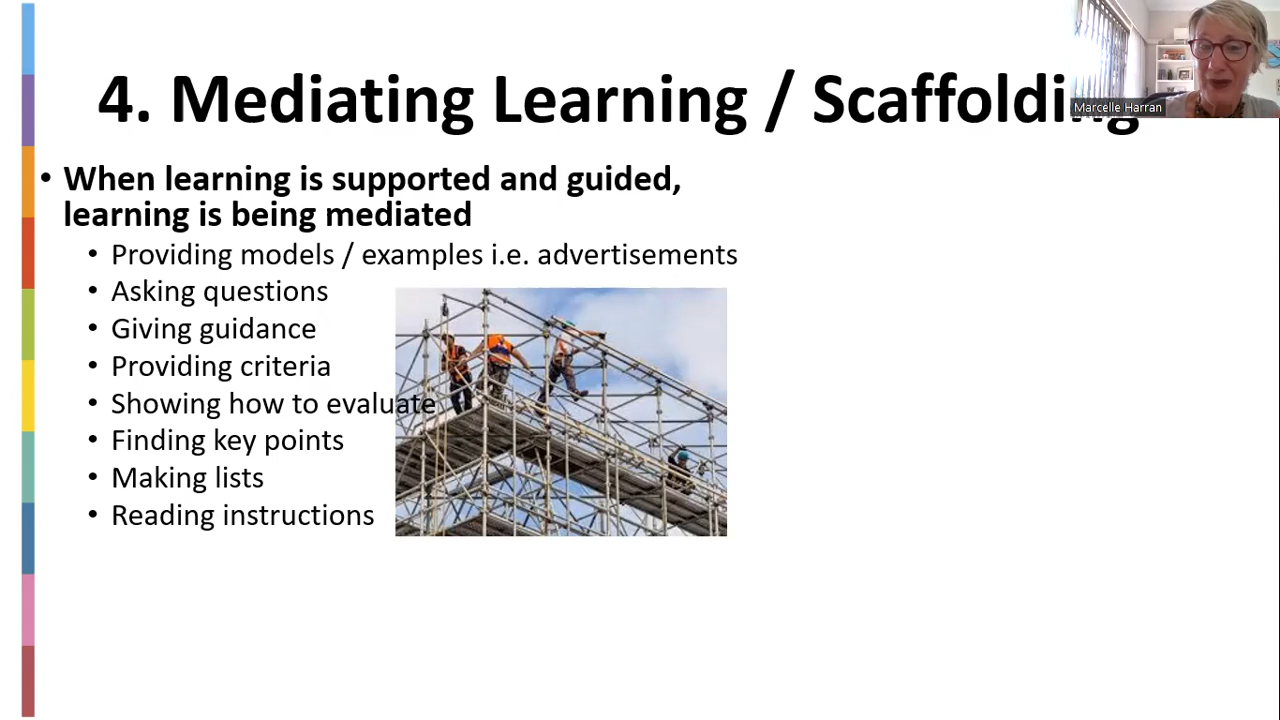 4. Mediating Learning / Scaffolding
Marcelle Harran
• When learning is supported and guided,
learning is being mediated
• Providing models / examples i.e. advertisements
• Asking questions
• Giving guidance
• Providing criteria
• Showing how to evaluate
• Finding key points
• Making lists
• Reading instructions